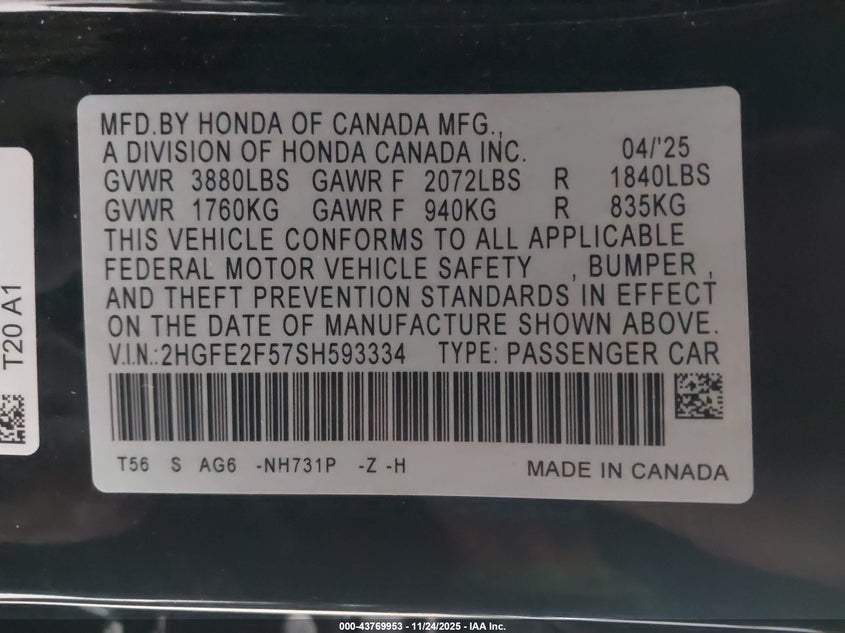 MFD.BY HONDA OF CANADA MFG.,
A DIVISION OF HONDA CANADA INC. 04/'25
GVWR 3880LBS GAWR F 2072LBS R 1840LBS
GVWR 1760KG GAWR F 940KG R 835KG
THIS VEHICLE CONFORMS TO ALL APPLICABLE
FEDERAL MOTOR VEHICLE SAFETY , BUMPER ,
AND THEFT PREVENTION STANDARDS IN EFFECT
ON THE DATE OF MANUFACTURE SHOWN ABOVE.
V.I.N.:2HGFE2F57SH593334 TYPE: PASSENGER CAR
T56 S AG6 -NH731P -Z -H
MADE IN CANADA
T20 A1
000-43769953 - 11/24/2025 - IAA Inc.